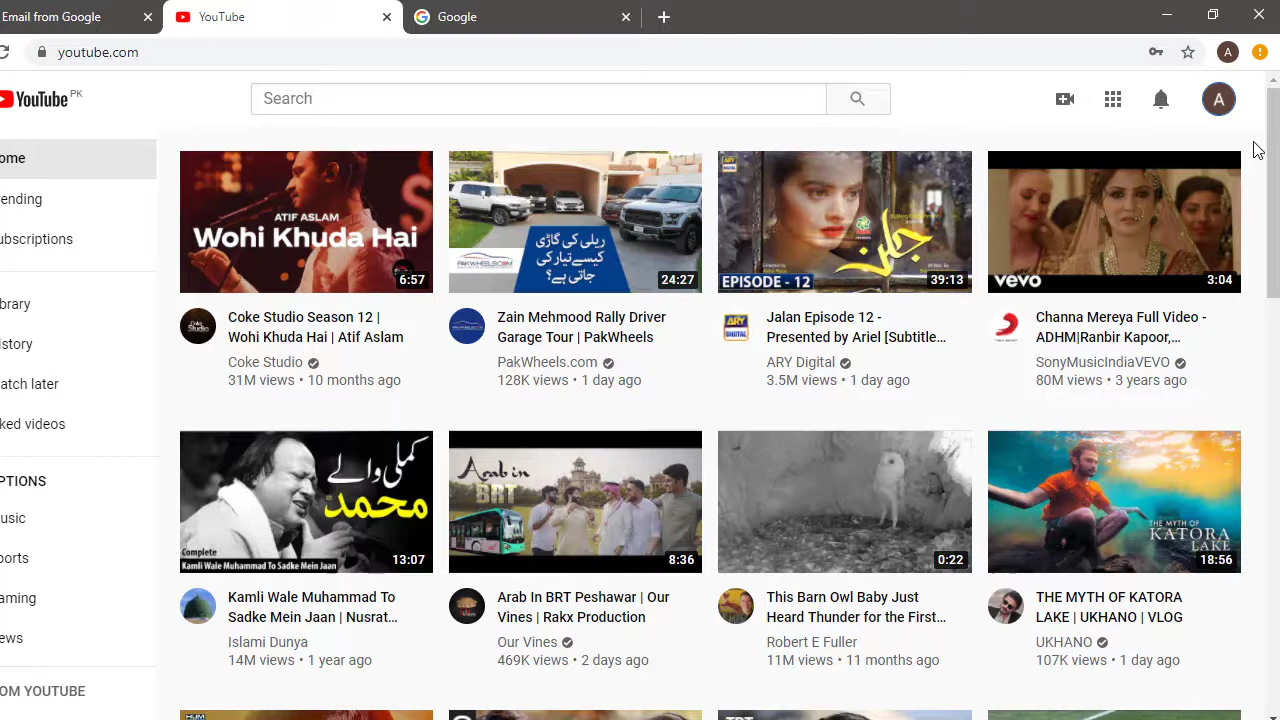 Email from Google
YouTube
Google
youtube.com
A
YouTube PK
Search
A
ome
ending
ubscriptions
brary
istory
atch later
ked videos
PTIONS
usic
ports
aming
ews
OM YOUTUBE
ATIF ASLAM
Wohi Khuda Hai
6:57
ریلی کی گاڑی
کیسے تیار کی
جاتی ہے؟
PAKWHEELS.COM
24:27
ARY
DIGITAL
جلن
EPISODE - 12
39:13
vevo
3:04
Coke Studio Season 12 |
Wohi Khuda Hai | Atif Aslam
Coke Studio
31M views • 10 months ago
Zain Mehmood Rally Driver
Garage Tour | PakWheels
PakWheels.com
128K views • 1 day ago
ARY
DIGITAL
Jalan Episode 12 -
Presented by Ariel [Subtitle...
ARY Digital
3.5M views • 1 day ago
Channa Mereya Full Video -
ADHM|Ranbir Kapoor,...
SonyMusicIndiaVEVO
80M views • 3 years ago
کملی والے
محمد
Complete
Kamli Wale Muhammad To Sadke Mein Jaan
13:07
Arab in
BRT
8:36
0:22
THE MYTH OF
KATORA
LAKE
18:56
Kamli Wale Muhammad To
Sadke Mein Jaan | Nusrat...
Islami Dunya
14M views • 1 year ago
Arab In BRT Peshawar | Our
Vines | Rakx Production
Our Vines
469K views • 2 days ago
This Barn Owl Baby Just
Heard Thunder for the First...
Robert E Fuller
11M views • 11 months ago
THE MYTH OF KATORA
LAKE | UKHANO | VLOG
UKHANO
107K views • 1 day ago
HUM